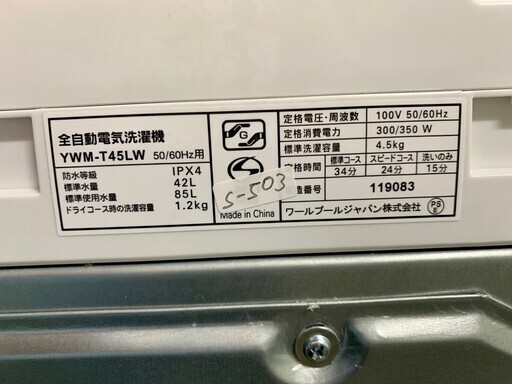 全自動電気洗濯機
YWM-T45LW 50/60Hz用
防水等級 IPX4
標準水量 42L
標準使用水量 85L
ドライコース時の洗濯容量 1.2kg
G
S-503
Made in China
定格電圧・周波数 100V 50/60Hz
定格消費電力 300/350 W
標準洗濯容量 4.5kg
定格時間 標準コース スピードコース 洗いのみ
34分 24分 15分
造番号 119083
ワールプールジャパン株式会社
PS
E